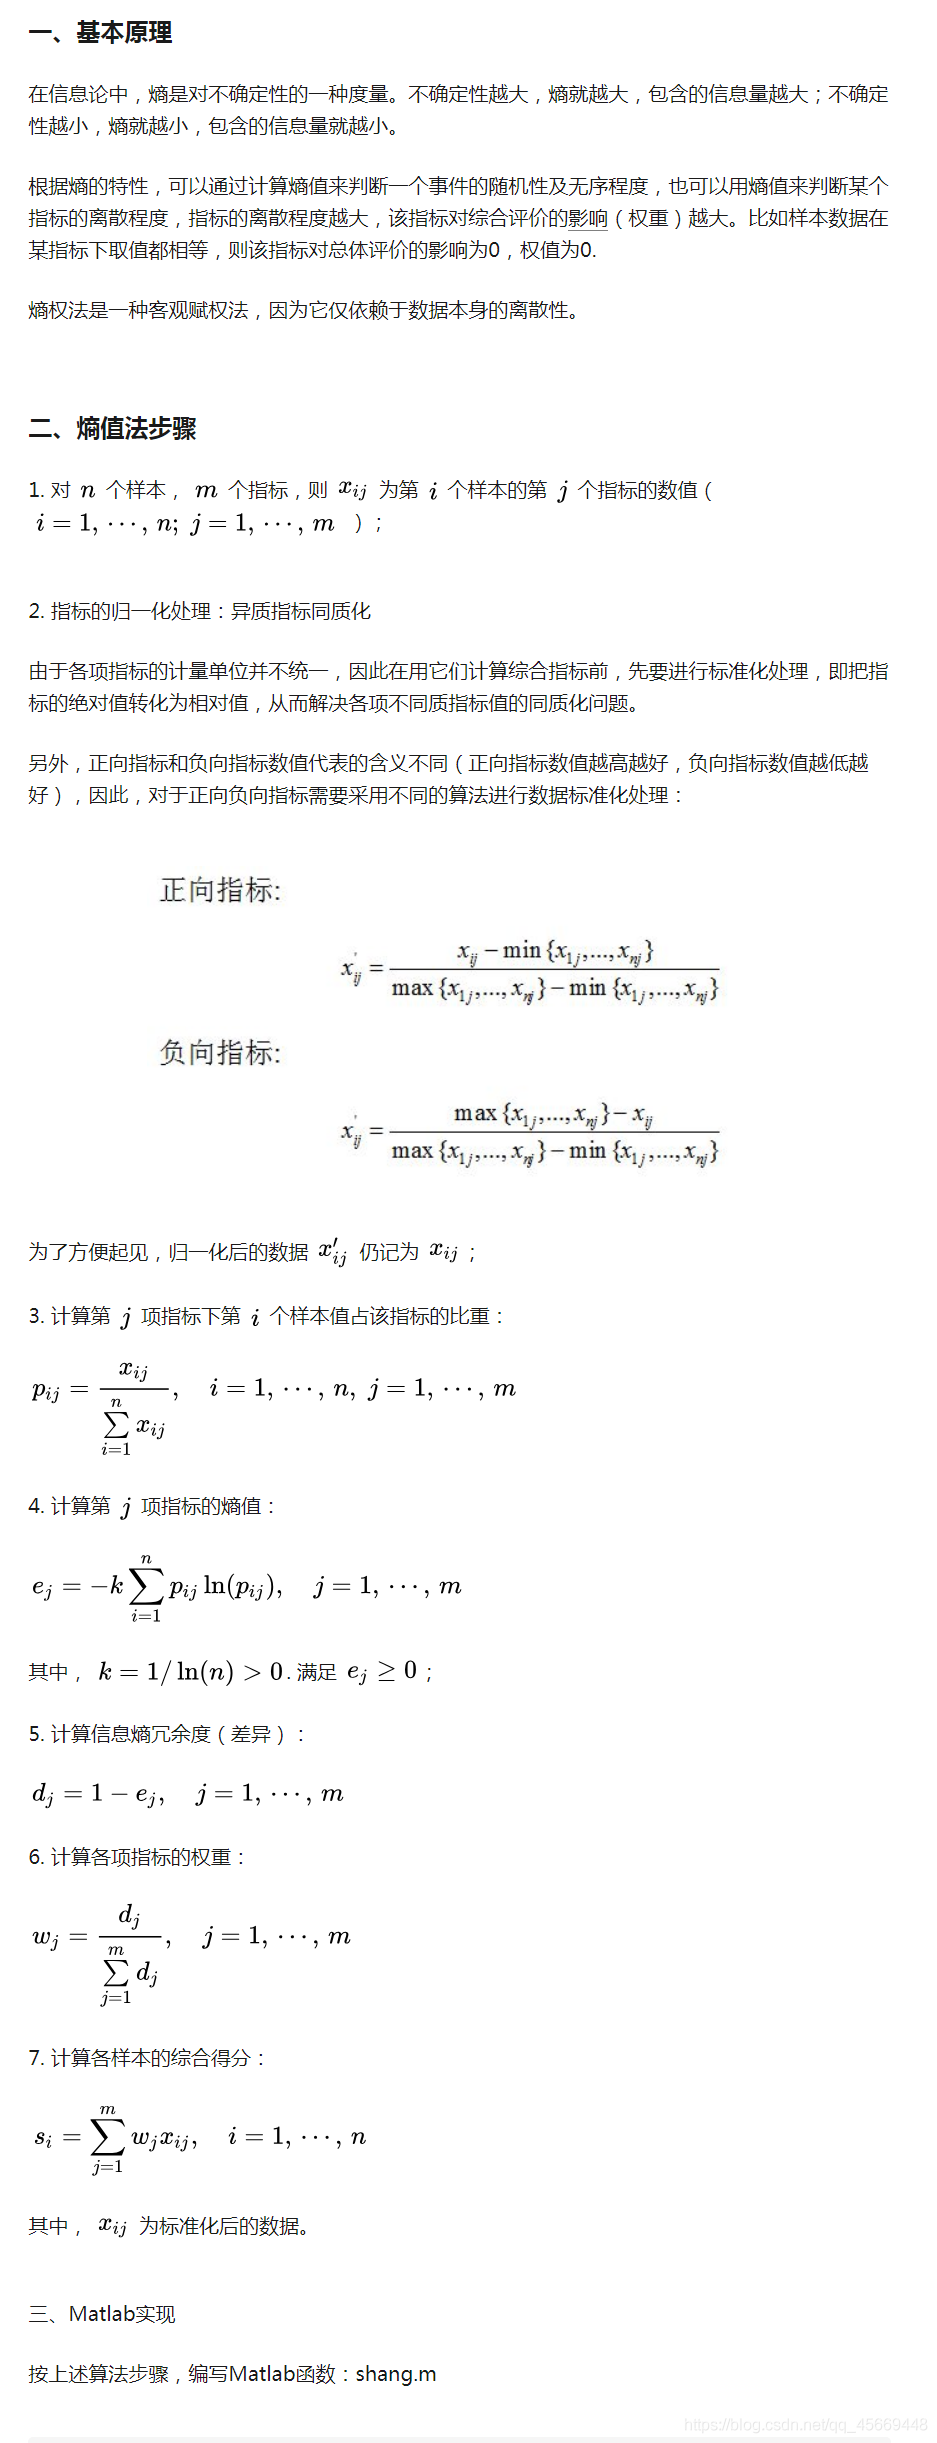 一、基本原理
在信息论中，熵是对不确定性的一种度量。不确定性越大，熵就越大，包含的信息量越大；不确定
性越小，熵就越小，包含的信息量就越小。
根据熵的特性，可以通过计算熵值来判断一个事件的随机性及无序程度，也可以用熵值来判断某个
指标的离散程度，指标的离散程度越大，该指标对综合评价的影响（权重）越大。比如样本数据在
某指标下取值都相等，则该指标对总体评价的影响为0，权值为0.
熵权法是一种客观赋权法，因为它仅依赖于数据本身的离散性。
二、熵值法步骤
1. 对 n 个样本， m 个指标，则 x_{ij} 为第 i 个样本的第 j 个指标的数值（
i = 1, ⋯, n; j = 1, ⋯, m ）；
2. 指标的归一化处理：异质指标同质化
由于各项指标的计量单位并不统一，因此在用它们计算综合指标前，先要进行标准化处理，即把指
标的绝对值转化为相对值，从而解决各项不同质指标值的同质化问题。
另外，正向指标和负向指标数值代表的含义不同（正向指标数值越高越好，负向指标数值越低越
好），因此，对于正向负向指标需要采用不同的算法进行数据标准化处理：
正向指标:
x'_{ij} = \frac{x_{ij} - min{x_{1j},...,x_{nj}}}{max{x_{1j},...,x_{nj}} - min{x_{1j},...,x_{nj}}}
负向指标:
x'_{ij} = \frac{max{x_{1j},...,x_{nj}} - x_{ij}}{max{x_{1j},...,x_{nj}} - min{x_{1j},...,x_{nj}}}
为了方便起见，归一化后的数据 x'_{ij} 仍记为 x_{ij}；
3. 计算第 j 项指标下第 i 个样本值占该指标的比重：
p_{ij} = \frac{x_{ij}}{\sum_{i=1}^{n} x_{ij}}, i = 1, ⋯, n, j = 1, ⋯, m
4. 计算第 j 项指标的熵值：
e_j = -k \sum_{i=1}^{n} p_{ij} ln(p_{ij}), j = 1, ⋯, m
其中， k = 1/ ln(n) > 0. 满足 e_j ≥ 0；
5. 计算信息熵冗余度（差异）：
d_j = 1 - e_j, j = 1, ⋯, m
6. 计算各项指标的权重：
w_j = \frac{d_j}{\sum_{j=1}^{m} d_j}, j = 1, ⋯, m
7. 计算各样本的综合得分：
s_i = \sum_{j=1}^{m} w_j x_{ij}, i = 1, ⋯, n
其中， x_{ij} 为标准化后的数据。
三、Matlab实现
按上述算法步骤，编写Matlab函数：shang.m
https://blog.csdn.net/qq_45669448